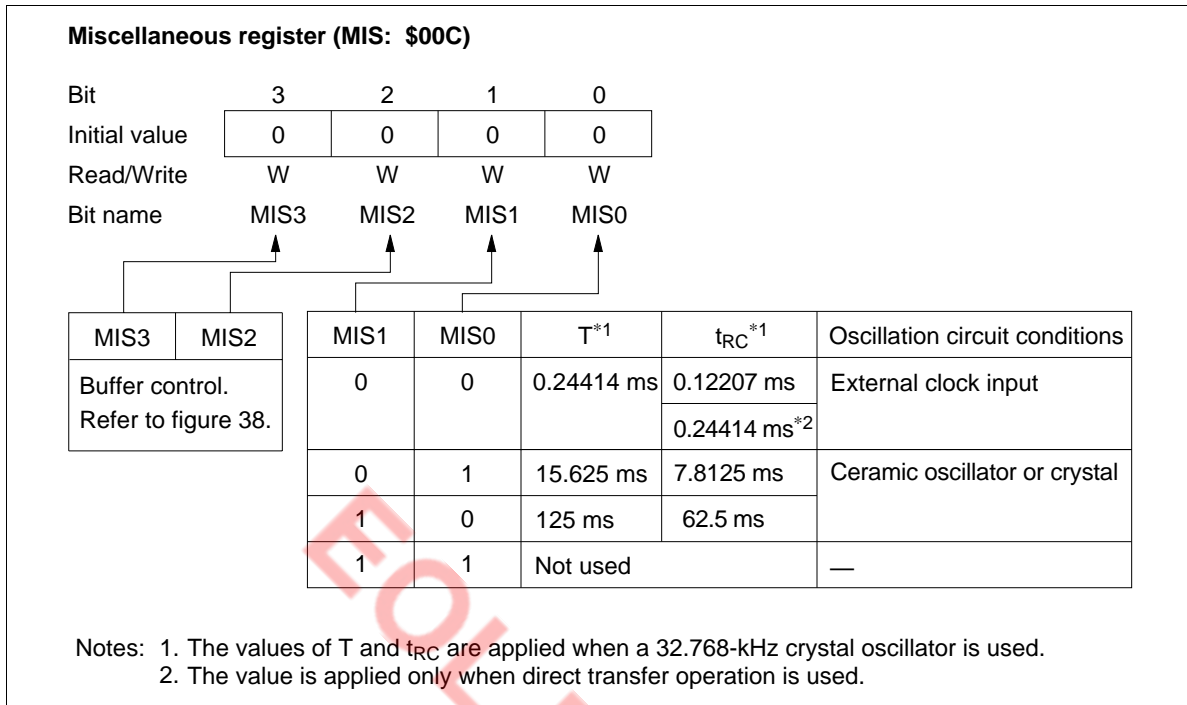 Miscellaneous register (MIS: $00C)
Bit 3 2 1 0
Initial value 0 0 0 0
Read/Write W W W W
Bit name MIS3 MIS2 MIS1 MIS0
MIS3 MIS2
Buffer control.
Refer to figure 38.
MIS1 MIS0 T*1 tRC*1 Oscillation circuit conditions
0 0 0.24414 ms 0.12207 ms External clock input
0.24414 ms*2
0 1 15.625 ms 7.8125 ms Ceramic oscillator or crystal
1 0 125 ms 62.5 ms
1 1 Not used —
Notes: 1. The values of T and tRC are applied when a 32.768-kHz crystal oscillator is used.
2. The value is applied only when direct transfer operation is used.
EOL